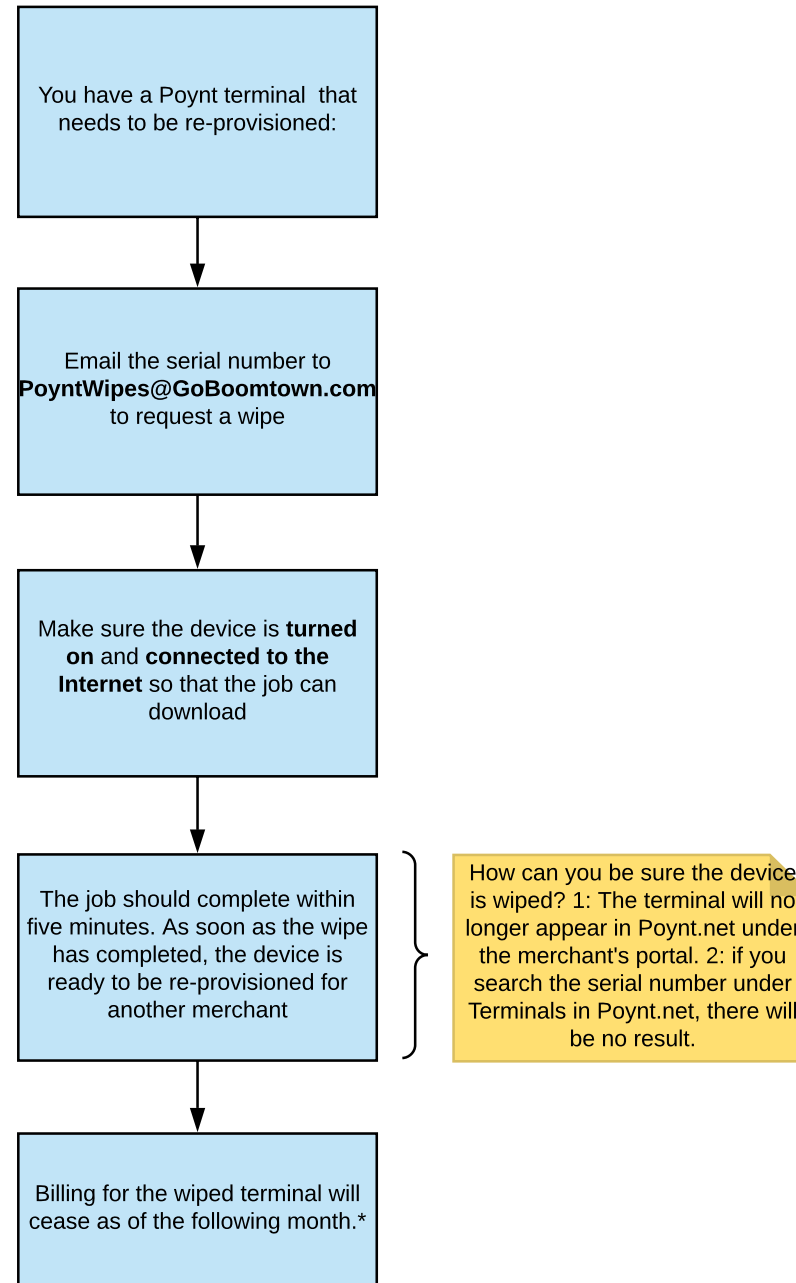 You have a Poynt terminal that
needs to be re-provisioned:
Email the serial number to
PoyntWipes@GoBoomtown.com
to request a wipe
Make sure the device is turned
on and connected to the
Internet so that the job can
download
The job should complete within
five minutes. As soon as the wipe
has completed, the device is
ready to be re-provisioned for
another merchant
How can you be sure the device
is wiped? 1: The terminal will no
longer appear in Poynt.net under
the merchant's portal. 2: if you
search the serial number under
Terminals in Poynt.net, there will
be no result.
Billing for the wiped terminal will
cease as of the following month.*